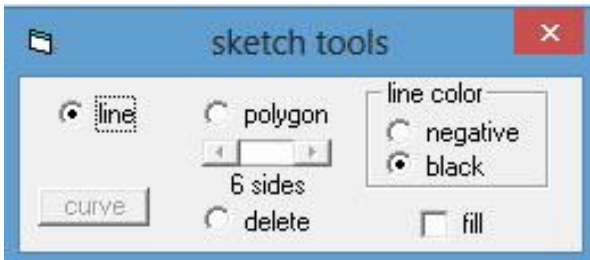 sketch tools
line
polygon
6 sides
curve
delete
line color
negative
black
fill